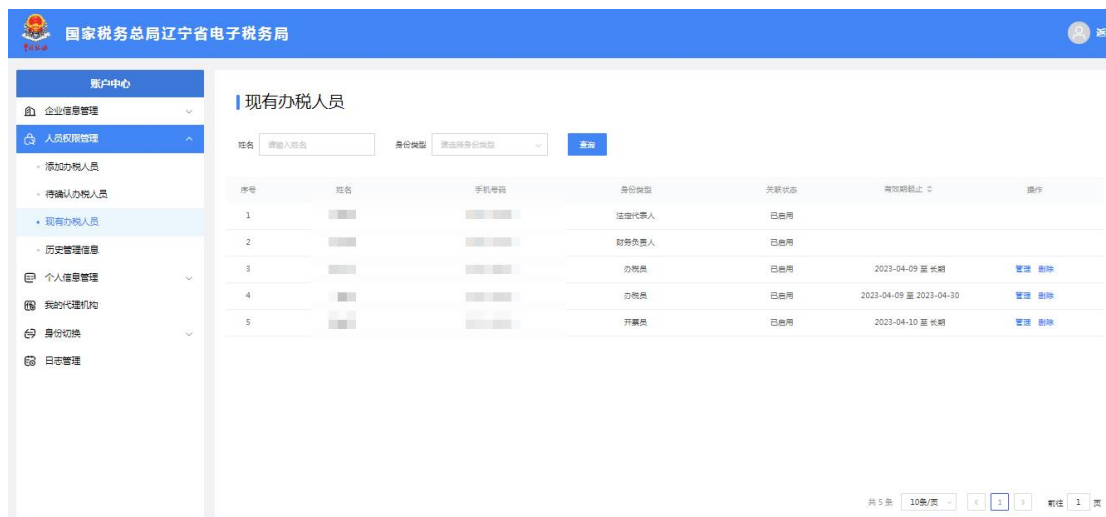 国家税务总局辽宁省电子税务局
账户中心
企业信息管理
人员权限管理
添加办税人员
待确认办税人员
现有办税人员
历史管理信息
个人信息管理
我的代理机构
身份切换
日志管理
现有办税人员
姓名 请输入姓名 身份类型 请选择身份类型 查询
序号 姓名 手机号码 身份类型 关联状态 有效期起止 操作
1 法定代表人 已启用
2 财务负责人 已启用
3 办税员 已启用 2023-04-09 至 长期 管理 删除
4 办税员 已启用 2023-04-09 至 2023-04-30 管理 删除
5 开票员 已启用 2023-04-10 至 长期 管理 删除
共 5 条 10条/页 1 前往 1 页